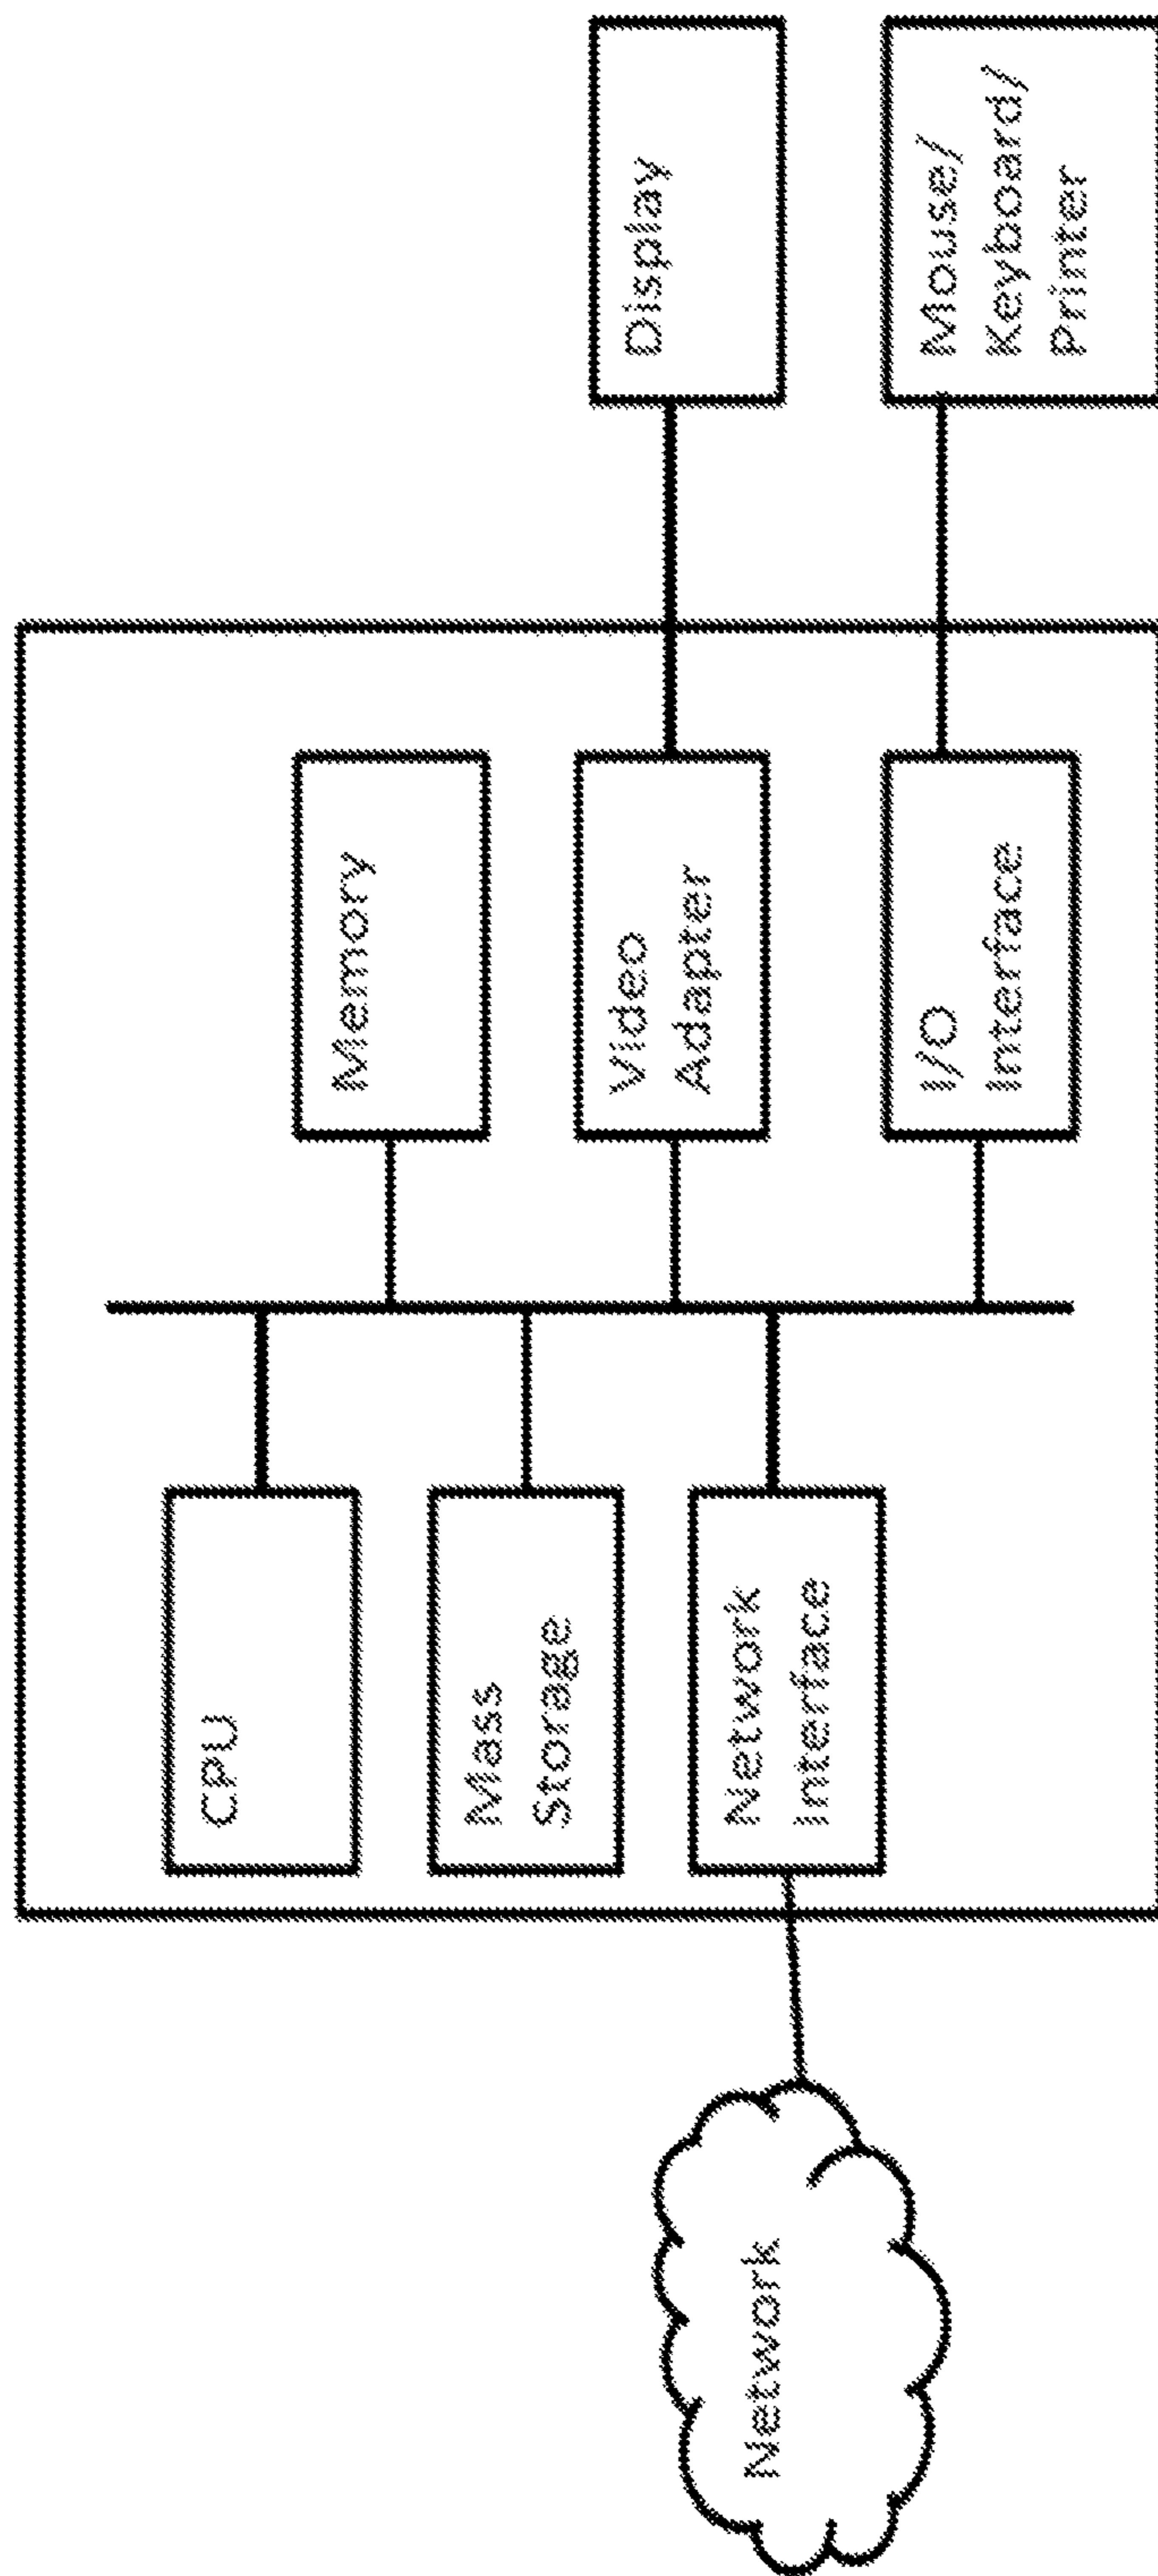 CPU
Memory
Mass
Storage
Video
Adapter
Display
Network
Network
Interface
I/O
Interface
Mouse/
Keyboard/
Printer